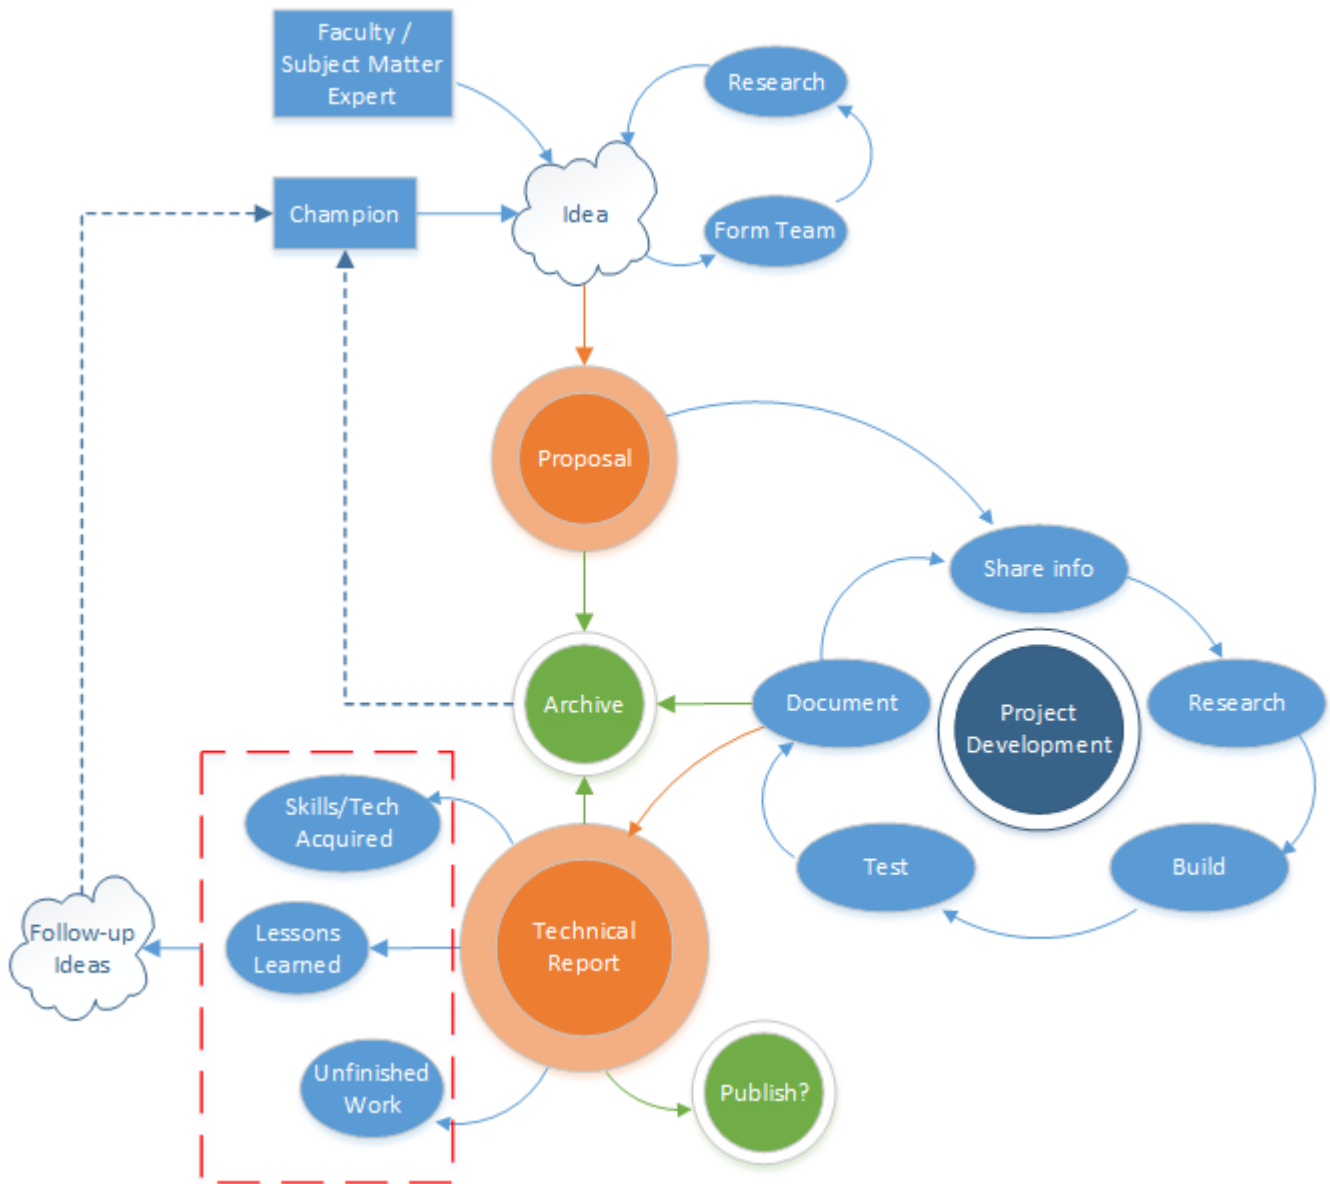 Faculty /
Subject Matter
Expert
Research
Champion
Idea
Form Team
Proposal
Share info
Archive
Document
Project
Development
Research
Skills/Tech
Acquired
Test
Build
Follow-up
Ideas
Lessons
Learned
Technical
Report
Unfinished
Work
Publish?